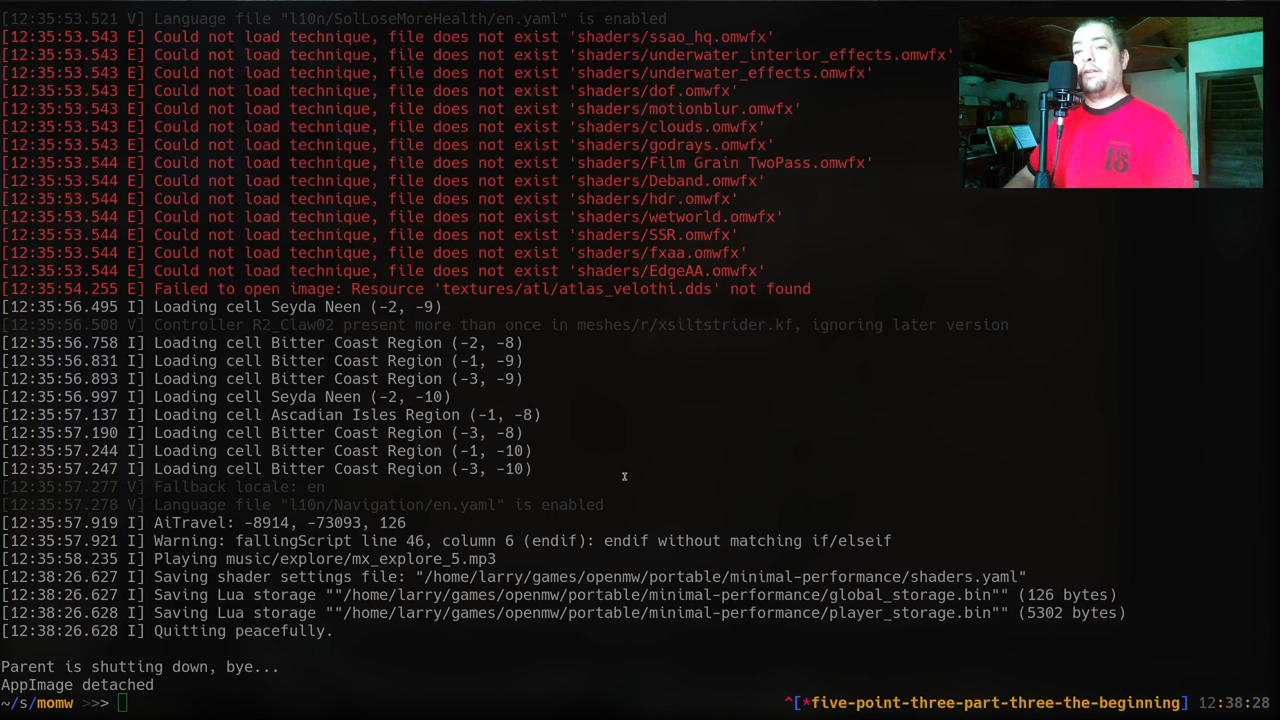 [12:35:53.521 V] Language file "l10n/SolLoseMoreHealth/en.yaml" is enabled
[12:35:53.543 E] Could not load technique, file does not exist 'shaders/ssao_hq.omwfx'
[12:35:53.543 E] Could not load technique, file does not exist 'shaders/underwater_interior_effects.omwfx'
[12:35:53.543 E] Could not load technique, file does not exist 'shaders/underwater_effects.omwfx'
[12:35:53.543 E] Could not load technique, file does not exist 'shaders/dof.omwfx'
[12:35:53.543 E] Could not load technique, file does not exist 'shaders/motionblur.omwfx'
[12:35:53.543 E] Could not load technique, file does not exist 'shaders/clouds.omwfx'
[12:35:53.543 E] Could not load technique, file does not exist 'shaders/godrays.omwfx'
[12:35:53.544 E] Could not load technique, file does not exist 'shaders/Film Grain TwoPass.omwfx'
[12:35:53.544 E] Could not load technique, file does not exist 'shaders/Deband.omwfx'
[12:35:53.544 E] Could not load technique, file does not exist 'shaders/hdr.omwfx'
[12:35:53.544 E] Could not load technique, file does not exist 'shaders/wetworld.omwfx'
[12:35:53.544 E] Could not load technique, file does not exist 'shaders/SSR.omwfx'
[12:35:53.544 E] Could not load technique, file does not exist 'shaders/fxaa.omwfx'
[12:35:53.544 E] Could not load technique, file does not exist 'shaders/EdgeAA.omwfx'
[12:35:54.255 E] Failed to open image: Resource 'textures/atl/atlas_velothi.dds' not found
[12:35:56.495 I] Loading cell Seyda Neen (-2, -9)
[12:35:56.508 V] Controller R2_Claw02 present more than once in meshes/r/xsiltstrider.kf, ignoring later version
[12:35:56.758 I] Loading cell Bitter Coast Region (-2, -8)
[12:35:56.831 I] Loading cell Bitter Coast Region (-1, -9)
[12:35:56.893 I] Loading cell Bitter Coast Region (-3, -9)
[12:35:56.997 I] Loading cell Seyda Neen (-2, -10)
[12:35:57.137 I] Loading cell Ascadian Isles Region (-1, -8)
[12:35:57.190 I] Loading cell Bitter Coast Region (-3, -8)
[12:35:57.244 I] Loading cell Bitter Coast Region (-1, -10)
[12:35:57.247 I] Loading cell Bitter Coast Region (-3, -10)
[12:35:57.277 V] Fallback locale: en
[12:35:57.278 V] Language file "l10n/Navigation/en.yaml" is enabled
[12:35:57.919 I] AiTravel: -8914, -73093, 126
[12:35:57.921 I] Warning: fallingScript line 46, column 6 (endif): endif without matching if/elseif
[12:35:58.235 I] Playing music/explore/mx_explore_5.mp3
[12:38:26.627 I] Saving shader settings file: "/home/larry/games/openmw/portable/minimal-performance/shaders.yaml"
[12:38:26.627 I] Saving Lua storage ""/home/larry/games/openmw/portable/minimal-performance/global_storage.bin"" (126 bytes)
[12:38:26.628 I] Saving Lua storage ""/home/larry/games/openmw/portable/minimal-performance/player_storage.bin"" (5302 bytes)
[12:38:26.628 I] Quitting peacefully.
Parent is shutting down, bye...
AppImage detached
~/s/momw >>> ^[*five-point-three-part-three-the-beginning] 12:38:28
18